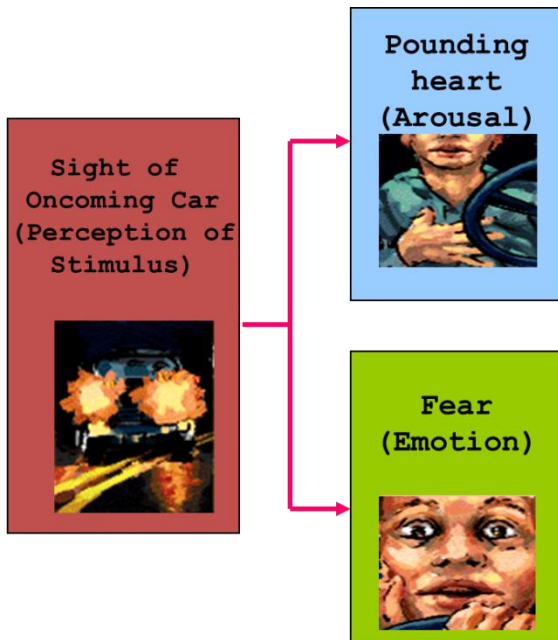 Sight of
Oncoming Car
(Perception of
Stimulus)
Pounding
heart
(Arousal)
Fear
(Emotion)